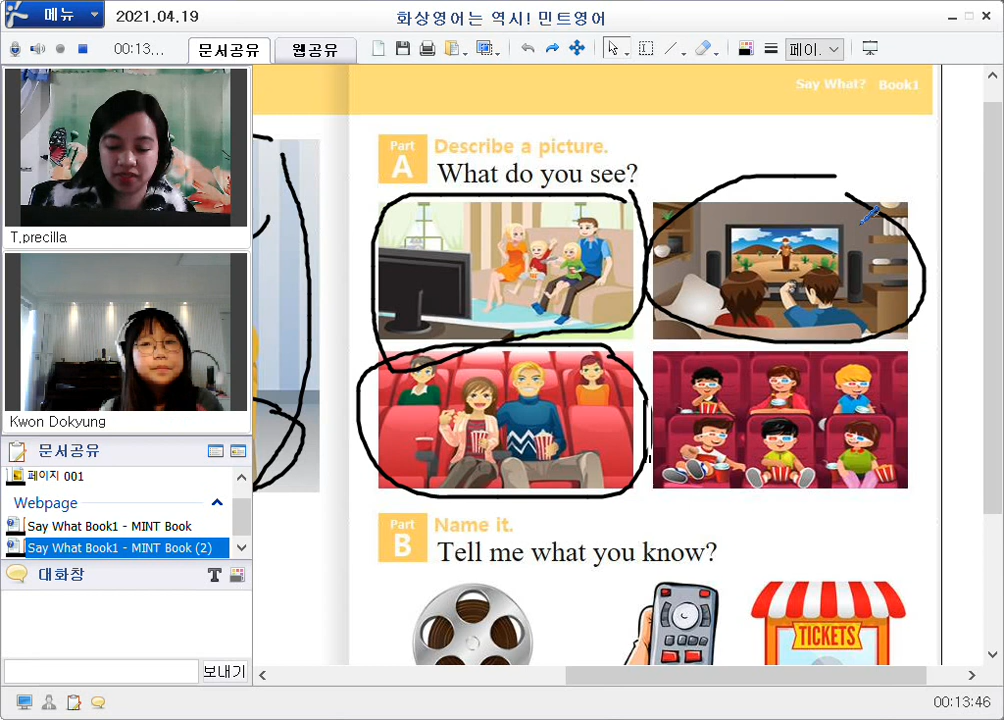 메뉴 2021.04.19 화상영어는 역시! 민트영어
00:13... 문서공유 웹공유 페이.
T.precilla
Kwon Dokyung
문서공유
페이지 001
Webpage
Say What Book1 - MINT Book
Say What Book1 - MINT Book (2)
대화창
보내기
Say What? Book1
Part A Describe a picture.
What do you see?
Part B Name it.
Tell me what you know?
TICKETS
00:13:46